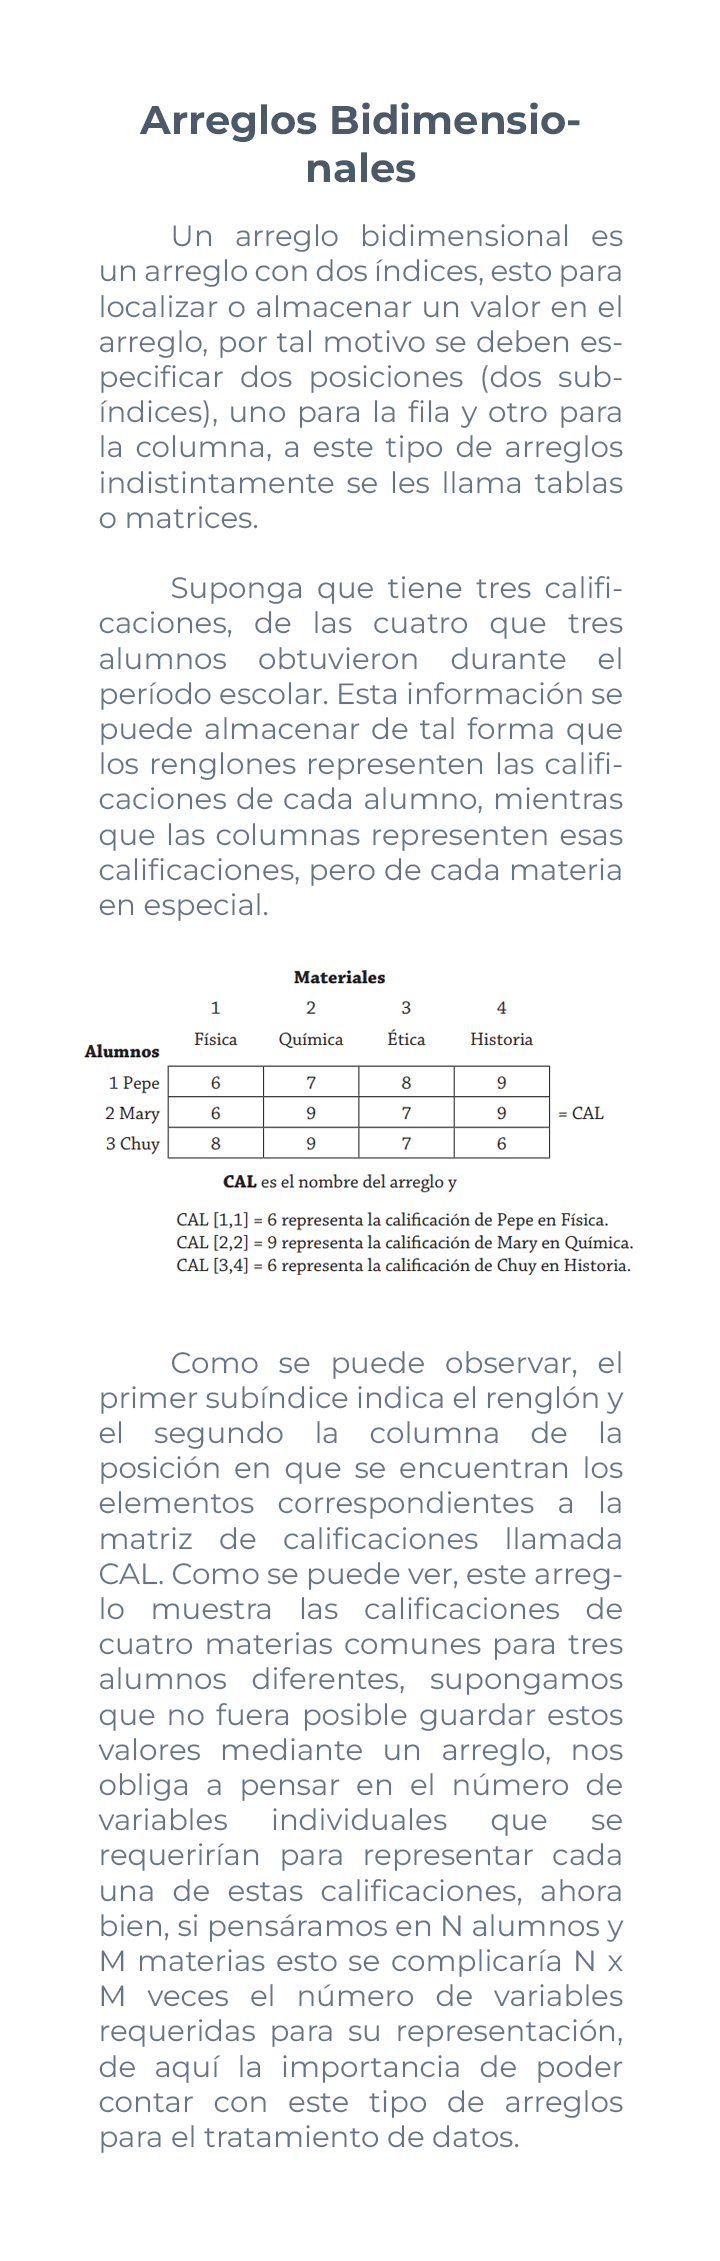 Arreglos Bidimensio-
nales
Un arreglo bidimensional es
un arreglo con dos índices, esto para
localizar o almacenar un valor en el
arreglo, por tal motivo se deben es-
pecificar dos posiciones (dos sub-
índices), uno para la fila y otro para
la columna, a este tipo de arreglos
indistintamente se les llama tablas
o matrices.
Suponga que tiene tres califi-
caciones, de las cuatro que tres
alumnos obtuvieron durante el
período escolar. Esta información se
puede almacenar de tal forma que
los renglones representen las califi-
caciones de cada alumno, mientras
que las columnas representen esas
calificaciones, pero de cada materia
en especial.
Materiales
1 2 3 4
Física Química Ética Historia
Alumnos
1 Pepe 6 7 8 9
2 Mary 6 9 7 9 = CAL
3 Chuy 8 9 7 6
CAL es el nombre del arreglo y
CAL [1,1] = 6 representa la calificación de Pepe en Física.
CAL [2,2] = 9 representa la calificación de Mary en Química.
CAL [3,4] = 6 representa la calificación de Chuy en Historia.
Como se puede observar, el
primer subíndice indica el renglón y
el segundo la columna de la
posición en que se encuentran los
elementos correspondientes a la
matriz de calificaciones llamada
CAL. Como se puede ver, este arreg-
lo muestra las calificaciones de
cuatro materias comunes para tres
alumnos diferentes, supongamos
que no fuera posible guardar estos
valores mediante un arreglo, nos
obliga a pensar en el número de
variables individuales que se
requerirían para representar cada
una de estas calificaciones, ahora
bien, si pensáramos en N alumnos y
M materias esto se complicaría N x
M veces el número de variables
requeridas para su representación,
de aquí la importancia de poder
contar con este tipo de arreglos
para el tratamiento de datos.